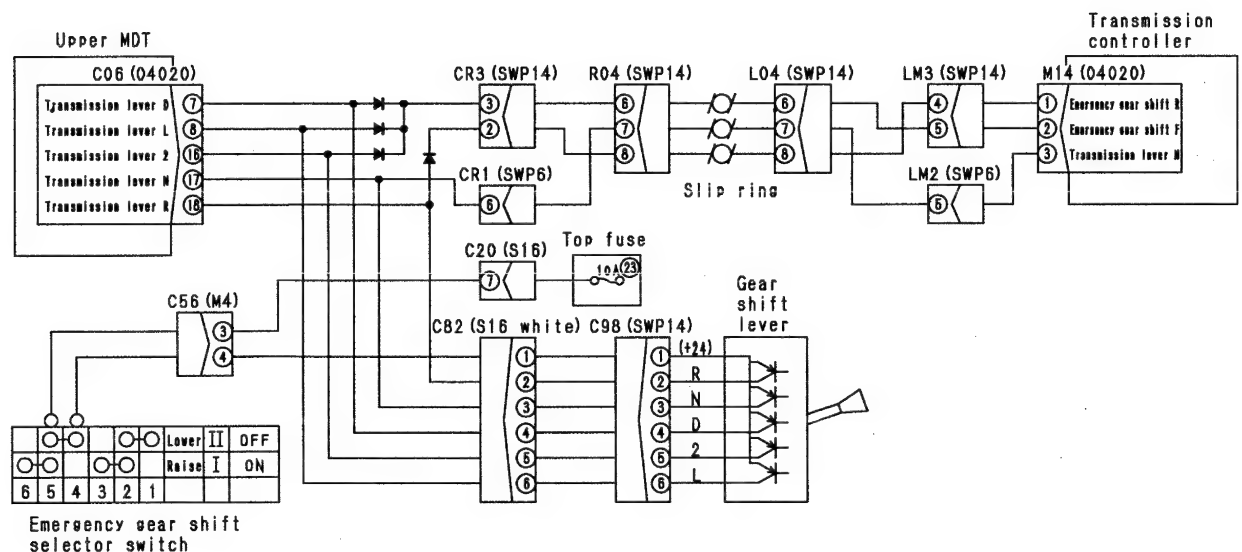 Upper MDT
Transmission
controller
C06 (04020)
CR3 (SWP14)
R04 (SWP14)
L04 (SWP14)
LM3 (SWP14)
M14 (04020)
Transmission lever D
7
3
6
6
4
1
Emergency gear shift R
Transmission lever L
8
2
7
7
5
2
Emergency gear shift F
Transmission lever 2
16
8
8
3
Transmission lever N
Transmission lever N
17
CR1 (SWP6)
Slip ring
LM2 (SWP6)
Transmission lever R
18
6
5
C20 (S16)
Top fuse
7
10A
23
Gear
shift
lever
C56 (M4)
3
4
C82 (S16 white)
C98 (SWP14)
1
1
(+24)
2
2
R
3
3
N
4
4
D
5
5
2
6
6
L
Lower II OFF
Raise I ON
6 5 4 3 2 1
Emergency gear shift
selector switch